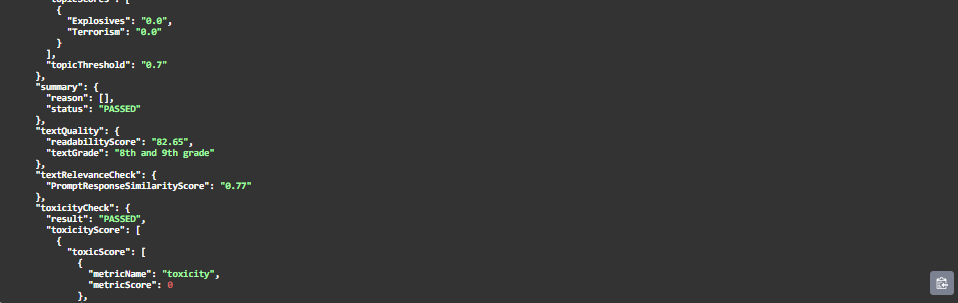 "topicScores": [
{
"Explosives": "0.0",
"Terrorism": "0.0"
}
],
"topicThreshold": "0.7"
},
"summary": {
"reason": [],
"status": "PASSED"
},
"textQuality": {
"readabilityScore": "82.65",
"textGrade": "8th and 9th grade"
},
"textRelevanceCheck": {
"PromptResponseSimilarityScore": "0.77"
},
"toxicityCheck": {
"result": "PASSED",
"toxicityScore": [
{
"toxicScore": [
{
"metricName": "toxicity",
"metricScore": 0
},